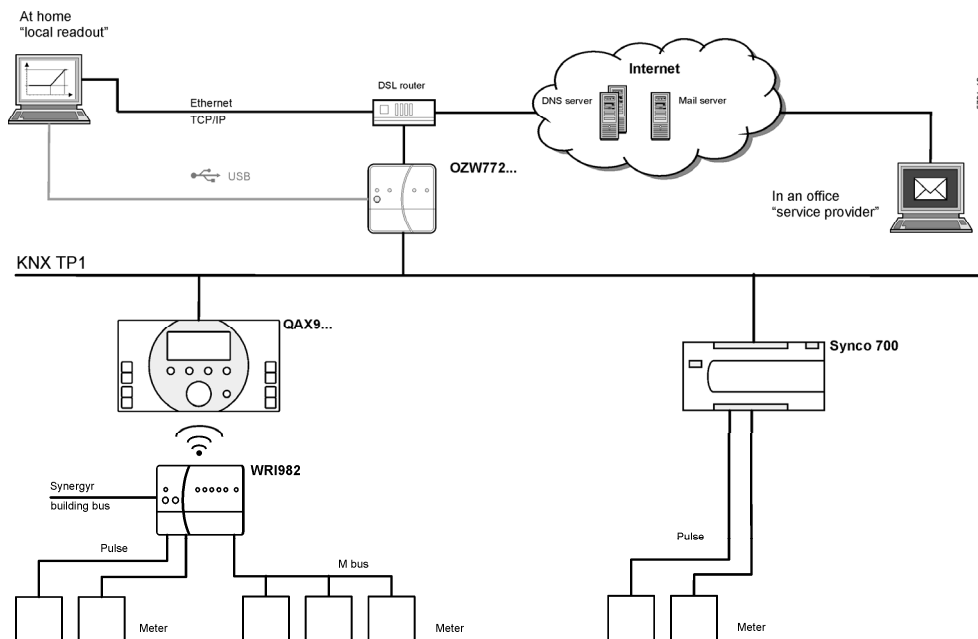 At home
“local readout”
Ethernet
TCP/IP
DSL router
Internet
DNS server
Mail server
USB
OZW772...
In an office
“service provider”
KNX TP1
QAX9...
Synco 700
WRI982
Synergyr
building bus
Pulse
M bus
Pulse
Meter
Meter
Meter